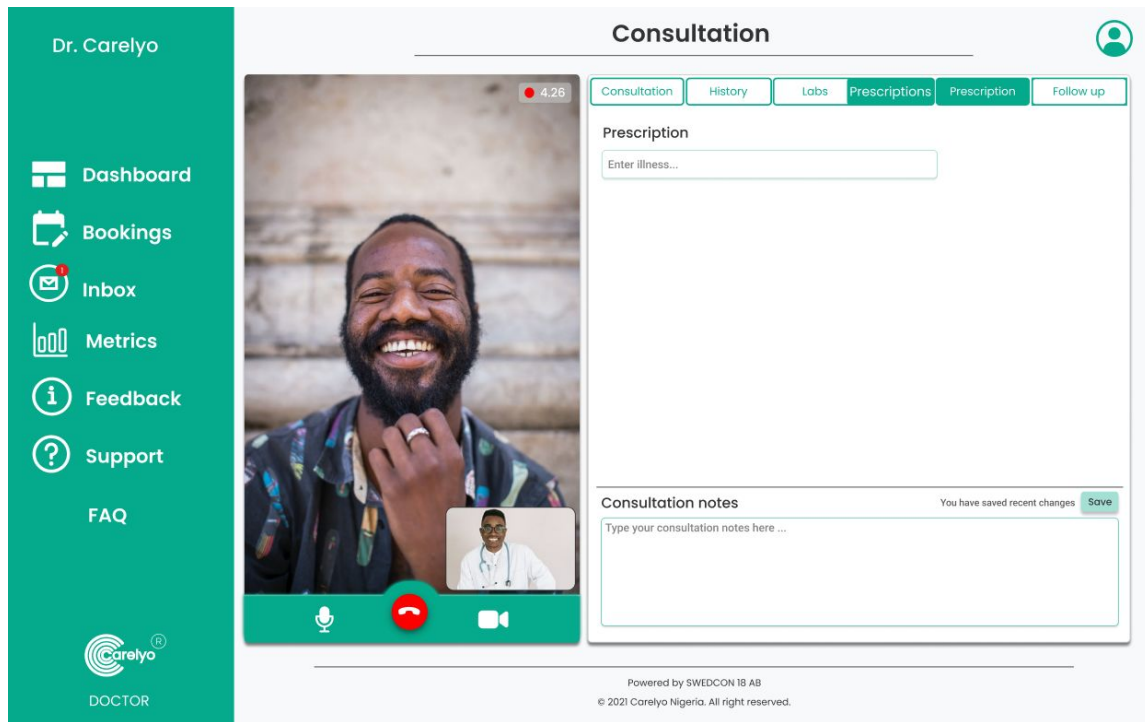 Dr. Carelyo
Consultation
Dashboard
Bookings
1
Inbox
Metrics
i
Feedback
?
Support
FAQ
Carelyo
R
DOCTOR
4.26
Consultation
History
Labs
Prescriptions
Prescription
Follow up
Prescription
Enter illness...
Consultation notes
You have saved recent changes
Save
Type your consultation notes here ...
Powered by SWEDCON 18 AB
© 2021 Carelyo Nigeria. All right reserved.